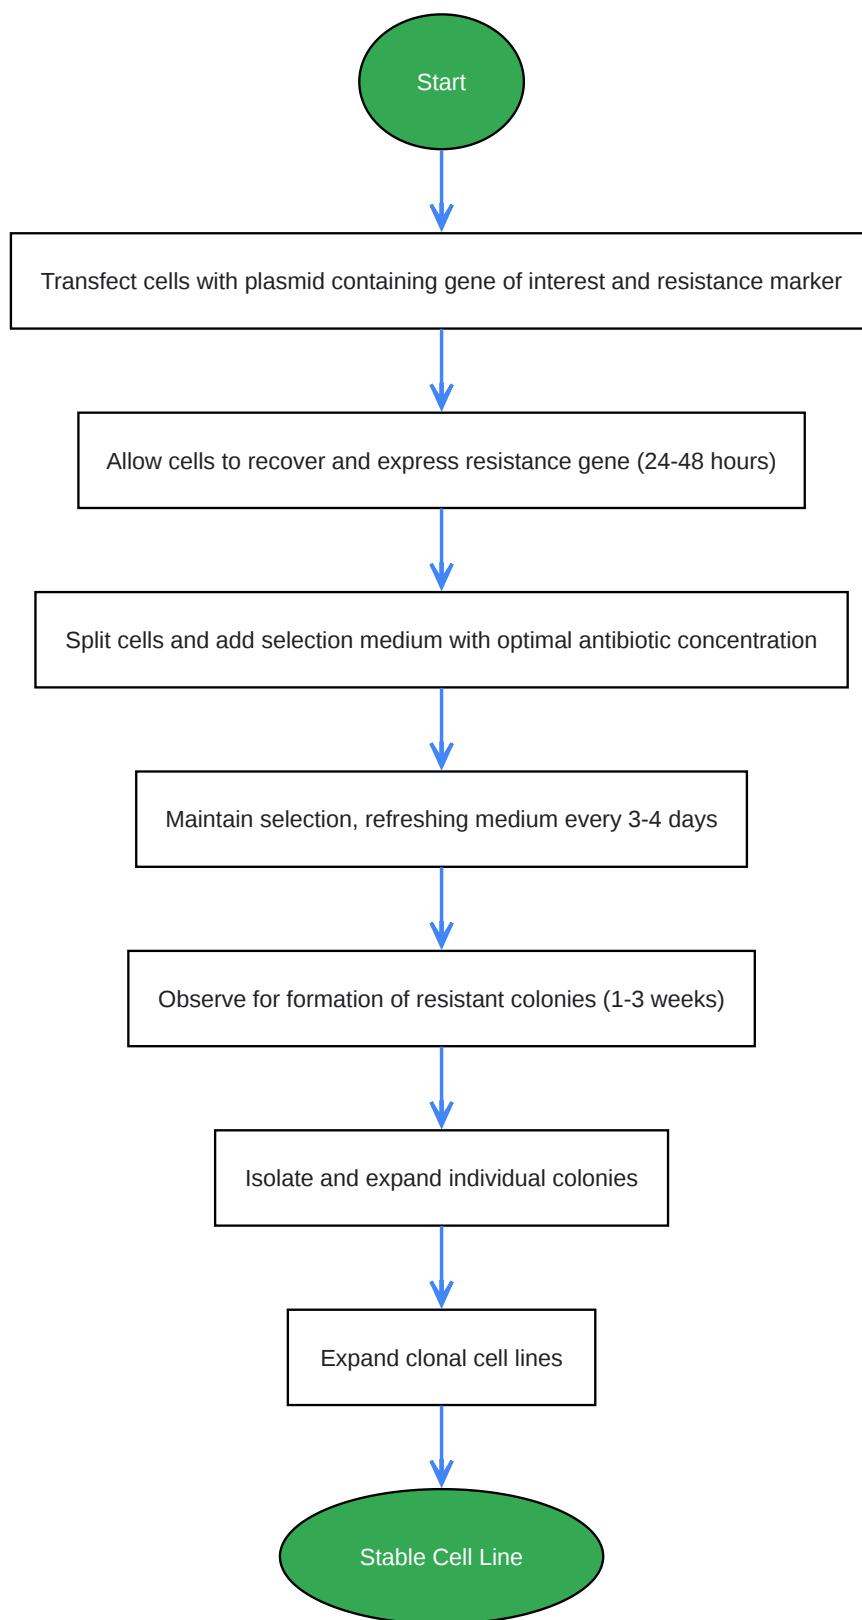 Start
Transfect cells with plasmid containing gene of interest and resistance marker
Allow cells to recover and express resistance gene (24-48 hours)
Split cells and add selection medium with optimal antibiotic concentration
Maintain selection, refreshing medium every 3-4 days
Observe for formation of resistant colonies (1-3 weeks)
Isolate and expand individual colonies
Expand clonal cell lines
Stable Cell Line